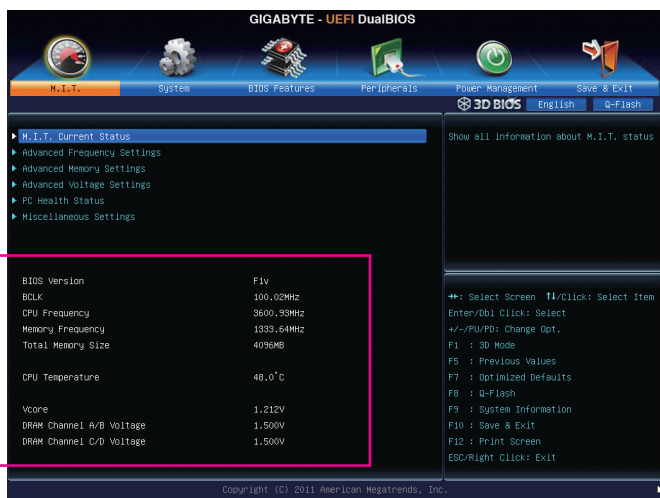 GIGABYTE - UEFI DualBIOS
M.I.T. System BIOS Features Peripherals Power Management Save & Exit
3D BIOS English Q-Flash
M.I.T. Current Status
Advanced Frequency Settings
Advanced Memory Settings
Advanced Voltage Settings
PC Health Status
Miscellaneous Settings
BIOS Version F1v
BCLK 100.02MHz
CPU Frequency 3600.93MHz
Memory Frequency 1333.64MHz
Total Memory Size 4096MB
CPU Temperature 48.0°C
Vcore 1.212V
DRAM Channel A/B Voltage 1.500V
DRAM Channel C/D Voltage 1.500V
Show all information about M.I.T. status
→←: Select Screen ↑↓/Click: Select Item
Enter/Dbl Click: Select
+/-/PU/PD: Change Opt.
F1 : 3D Mode
F5 : Previous Values
F7 : Optimized Defaults
F8 : Q-Flash
F9 : System Information
F10 : Save & Exit
F12 : Print Screen
ESC/Right Click: Exit
Copyright (C) 2011 American Megatrends, Inc.